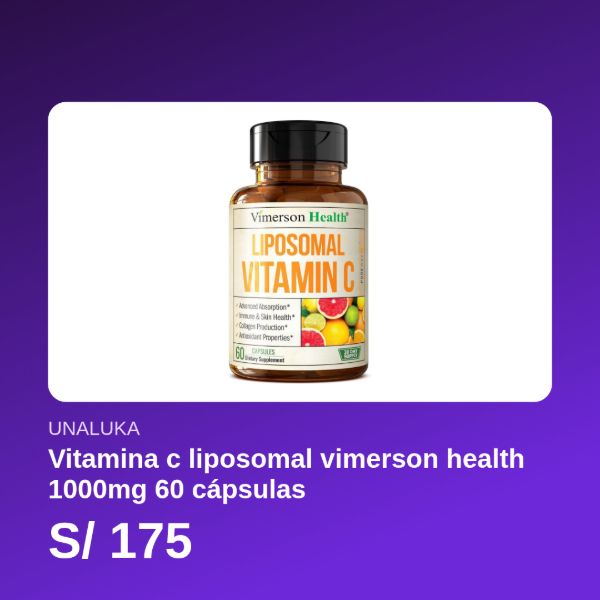 Vimerson Health®
LIPOSOMAL
VITAMIN C
✓ Advanced Absorption*
✓ Immune & Skin Health*
✓ Collagen Production*
✓ Antioxidant Properties*
60 CAPSULES
Dietary Supplement
UNALUKA
Vitamina c liposomal vimerson health
1000mg 60 cápsulas
S/ 175